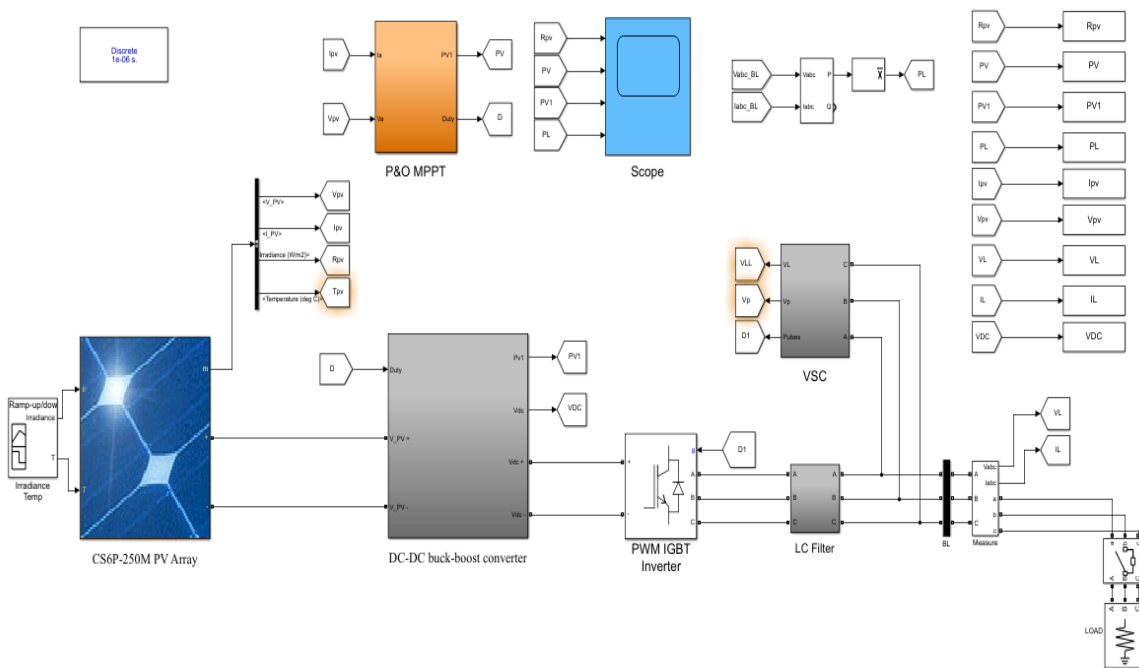 Discrete
1e-06 s.
Ipv
Vpv
Ia
Va
PV1
Duty
PV
D
P&O MPPT
Rpv
PV
PV1
PL
Scope
Vabc_BL
Iabc_BL
Vabc
Iabc
P
Q
PL
Rpv
Rpv
PV
PV
PV1
PV1
PL
PL
Ipv
Ipv
Vpv
Vpv
VL
VL
IL
IL
VDC
VDC
<V_PV>
<I_PV>
Irradiance (W/m2)>
<Temperature (deg C)>
Vpv
Ipv
Rpv
Tpv
VLL
Vp
D1
VL
Vp
Pulses
C
B
A
VSC
Ramp-up/dow
Irradiance
T
Irradiance
Temp
m
+
T
-
CS6P-250M PV Array
D
Duty
V_PV +
V_PV -
Pv1
Vdc
Vdc +
Vdc -
PV1
VDC
DC-DC buck-boost converter
+
-
A
B
C
D1
PWM IGBT
Inverter
A
B
C
A
B
C
LC Filter
BL
A
B
C
Vabc
Iabc
a
b
c
Measure
VL
IL
a
b
c
A
B
C
A
B
C
LOAD